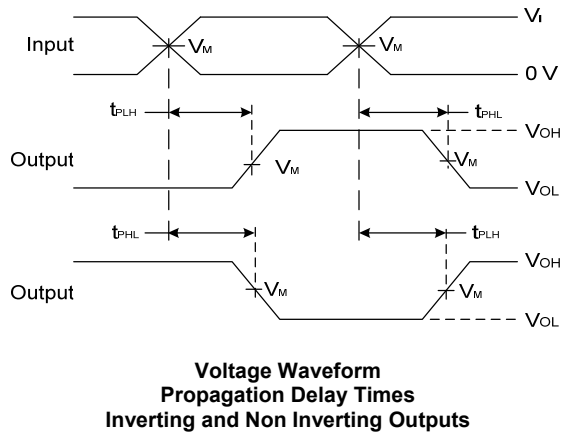 VI
Input VM VM
0 V
tPLH tPHL
VOH
Output VM VM
VOL
tPHL tPLH
VOH
Output VM VM
VOL
Voltage Waveform
Propagation Delay Times
Inverting and Non Inverting Outputs